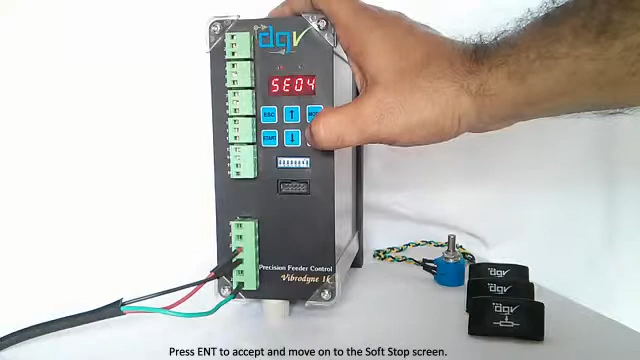 dqv
SE04
ESC
START
Precision Feeder Control
Vibrodyne 1k
dqv
dqv
dqv
Press ENT to accept and move on to the Soft Stop screen.